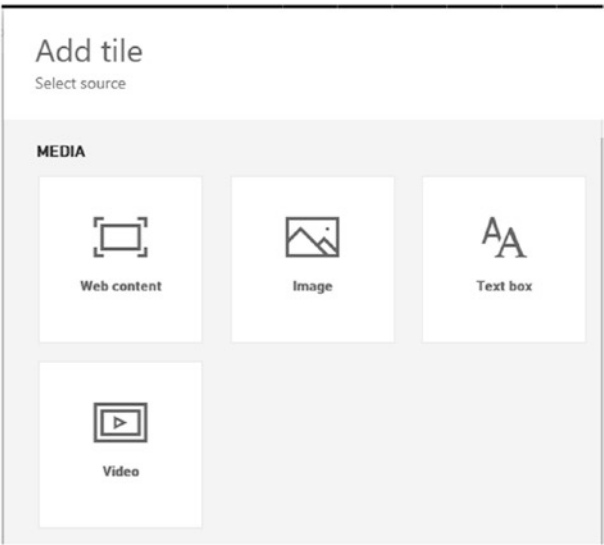 Add tile
Select source
MEDIA
Web content
Image
Text box
Video